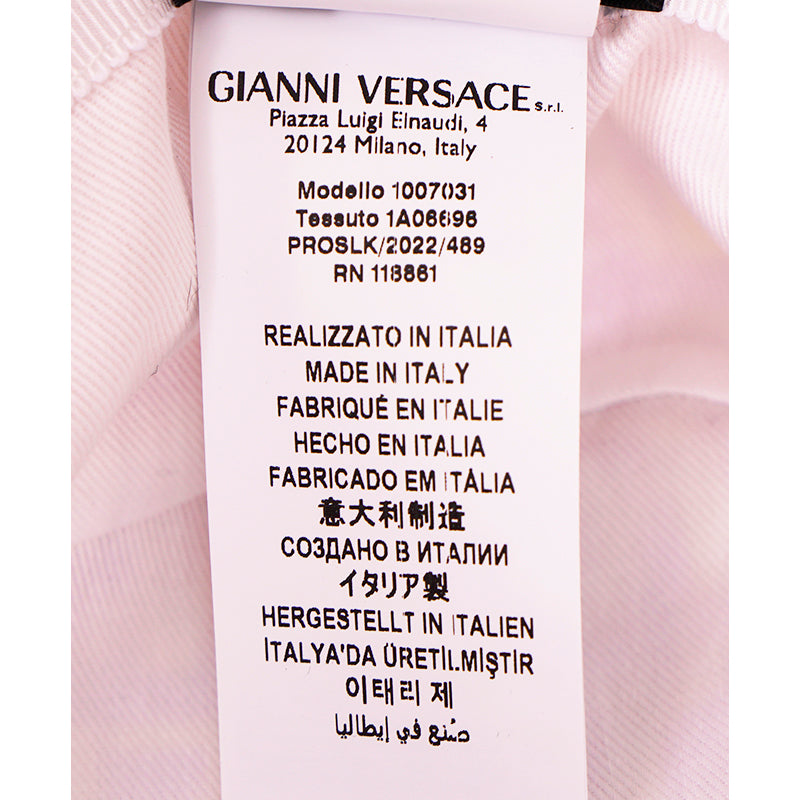 GIANNI VERSACE s.r.l.
Piazza Luigi Einaudi, 4
20124 Milano, Italy
Modello 1007031
Tessuto 1A06696
PROSLK/2022/489
RN 118861
REALIZZATO IN ITALIA
MADE IN ITALY
FABRIQUÉ EN ITALIE
HECHO EN ITALIA
FABRICADO EM ITÁLIA
意大利制造
СОЗДАНО В ИТАЛИИ
イタリア製
HERGESTELLT IN ITALIEN
İTALYA'DA ÜRETİLMİŞTİR
이태리 제
صُنع في إيطاليا